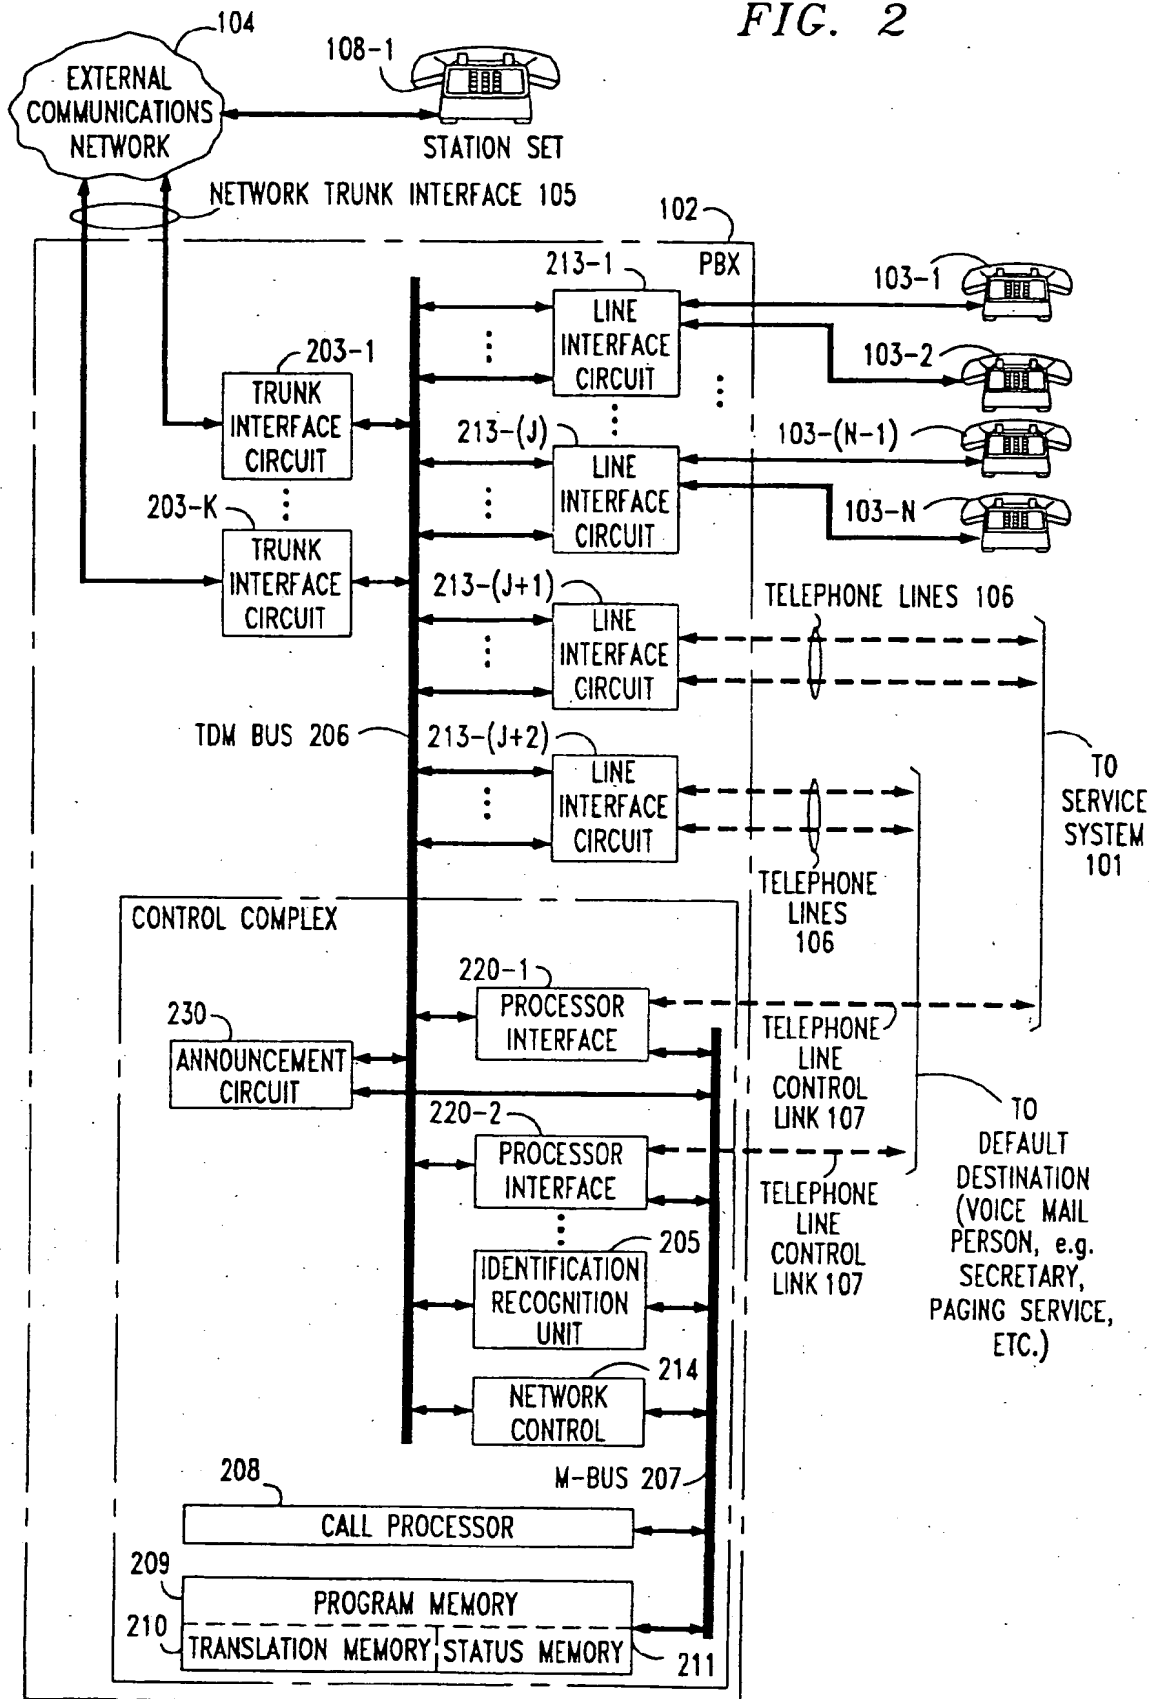 FIG. 2
104
EXTERNAL
COMMUNICATIONS
NETWORK
108-1
STATION SET
NETWORK TRUNK INTERFACE 105
102
PBX
213-1
LINE
INTERFACE
CIRCUIT
103-1
103-2
203-1
TRUNK
INTERFACE
CIRCUIT
213-(J)
LINE
INTERFACE
CIRCUIT
103-(N-1)
103-N
203-K
TRUNK
INTERFACE
CIRCUIT
213-(J+1)
LINE
INTERFACE
CIRCUIT
TELEPHONE LINES 106
TDM BUS 206
213-(J+2)
LINE
INTERFACE
CIRCUIT
TELEPHONE
LINES
106
TO
SERVICE
SYSTEM
101
CONTROL COMPLEX
220-1
PROCESSOR
INTERFACE
230
ANNOUNCEMENT
CIRCUIT
TELEPHONE
LINE
CONTROL
LINK 107
220-2
PROCESSOR
INTERFACE
TELEPHONE
LINE
CONTROL
LINK 107
TO
DEFAULT
DESTINATION
(VOICE MAIL
PERSON, e.g.
SECRETARY,
PAGING SERVICE,
ETC.)
205
IDENTIFICATION
RECOGNITION
UNIT
214
NETWORK
CONTROL
M-BUS 207
208
CALL PROCESSOR
209
PROGRAM MEMORY
210
TRANSLATION MEMORY
STATUS MEMORY
211